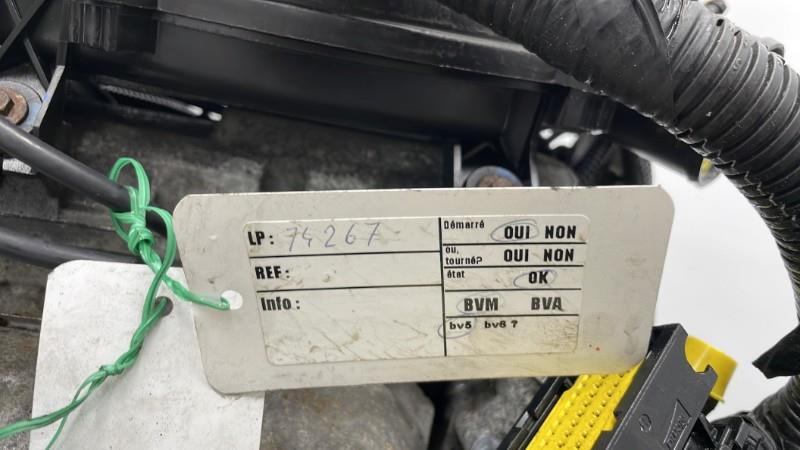 LP: 74267
REF:
Info:
Démarré OUI NON
ou, tourné? OUI NON
état OK
BVM BVA
bv5 bv6 ?